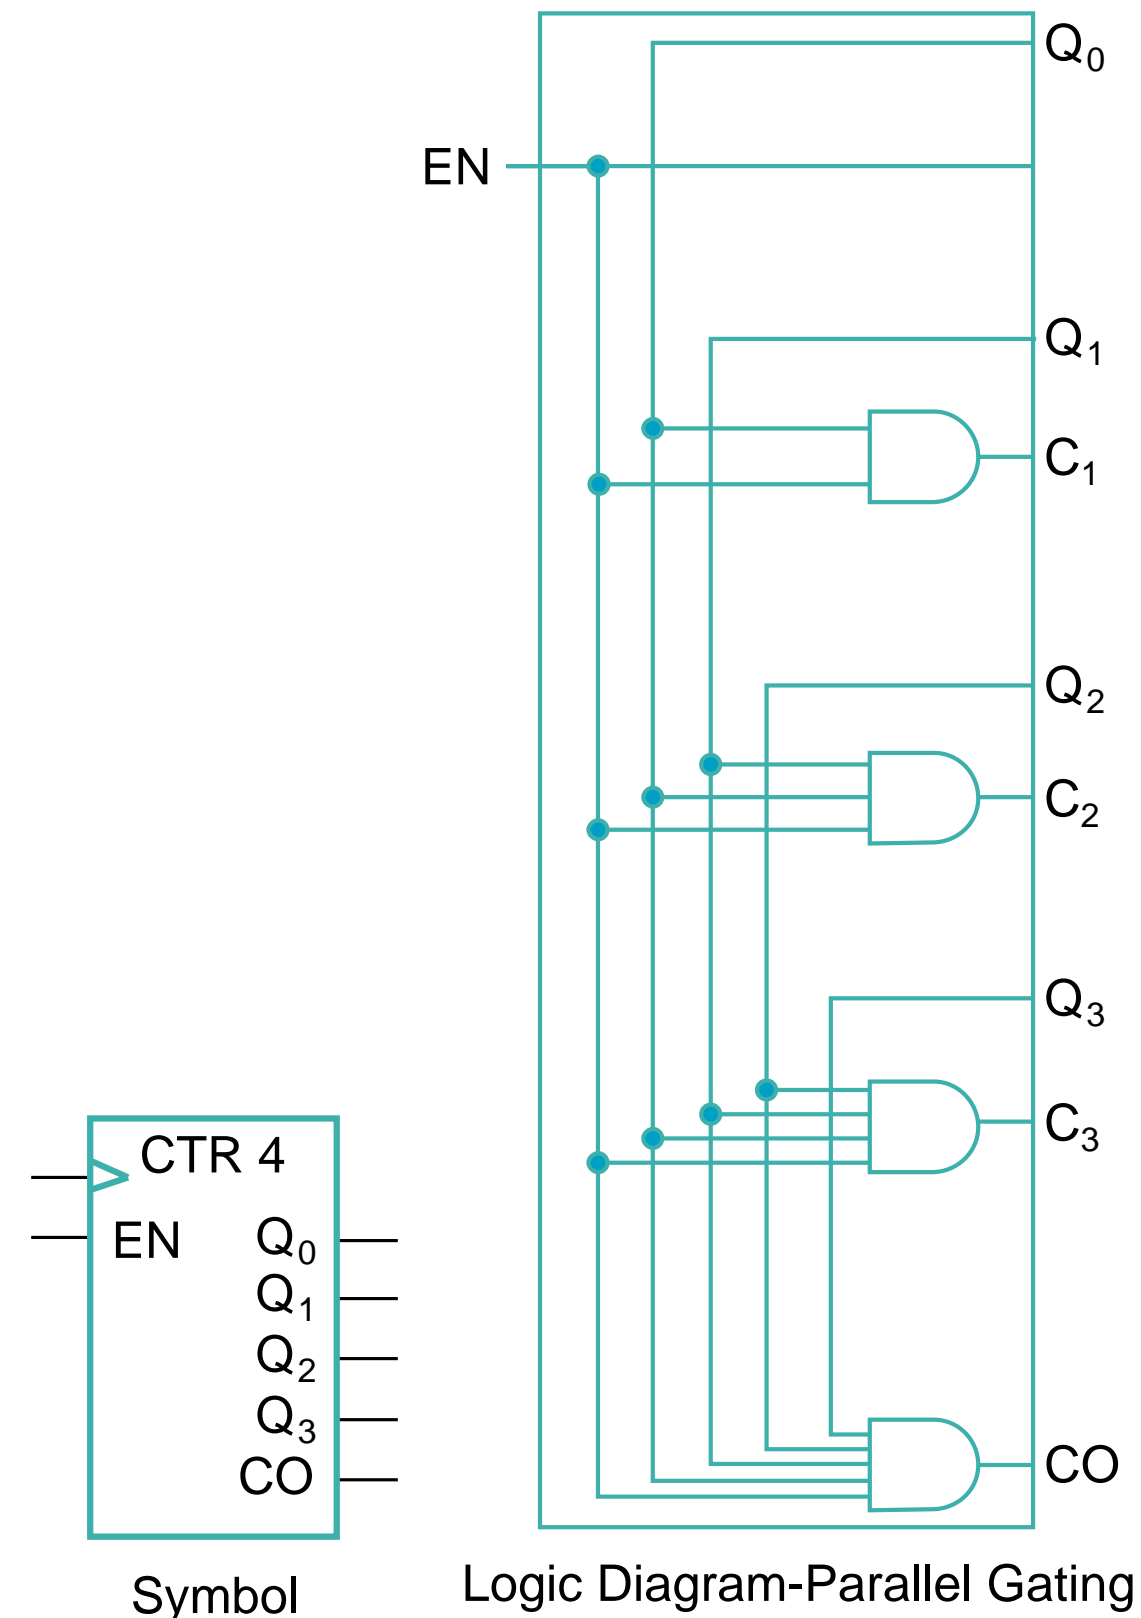 Q0
EN
Q1
C1
Q2
C2
Q3
C3
CO
Logic Diagram-Parallel Gating
CTR 4
EN Q0
Q1
Q2
Q3
CO
Symbol